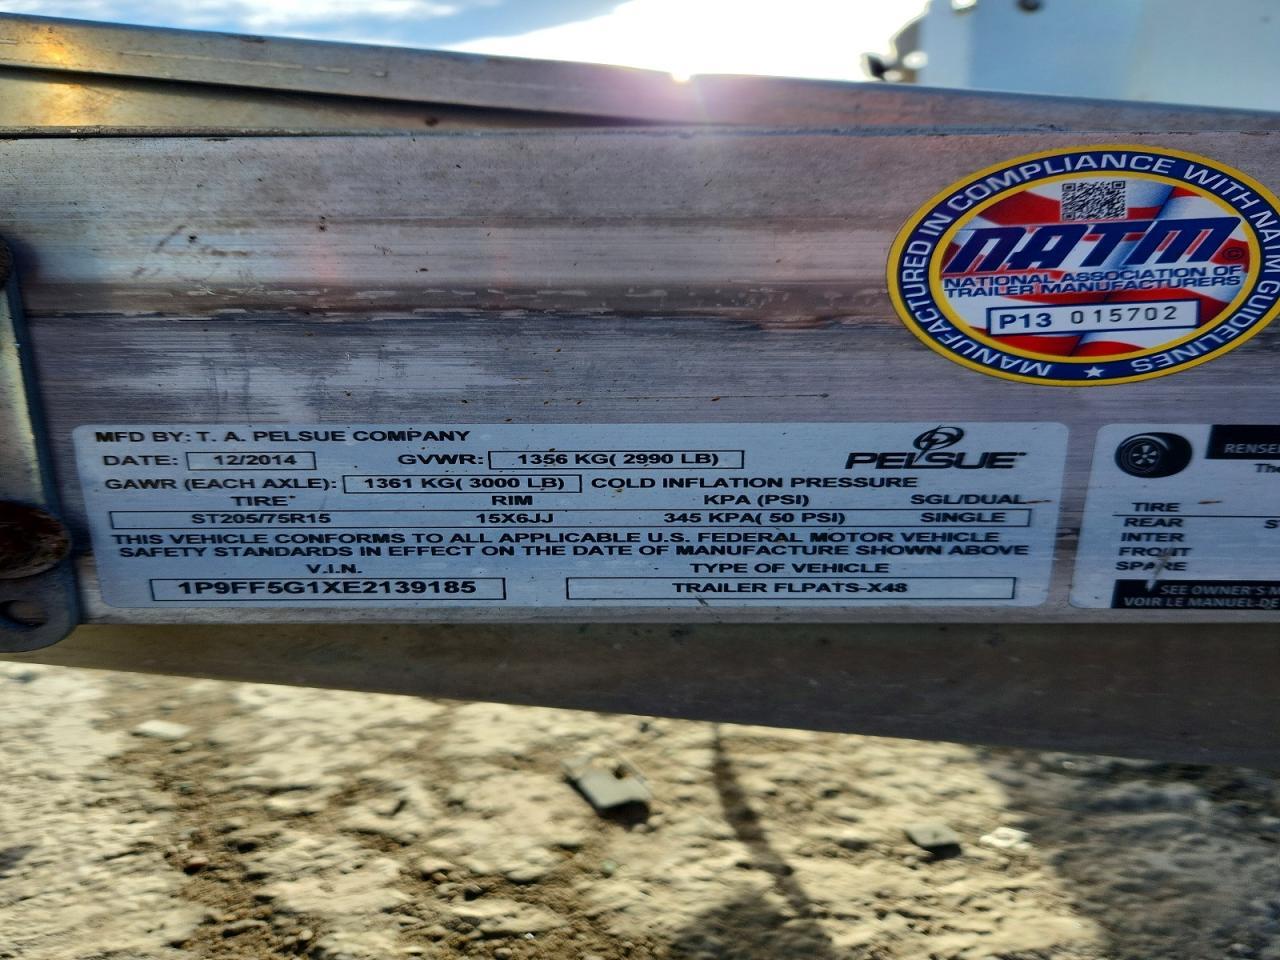 MANUFACTURED IN COMPLIANCE WITH NATM GUIDELINES
NATM
NATIONAL ASSOCIATION OF
TRAILER MANUFACTURERS
P13 015702
MFD BY: T. A. PELSUE COMPANY
DATE: 12/2014 GVWR: 1356 KG( 2990 LB) PELSUE
GAWR (EACH AXLE): 1361 KG( 3000 LB) COLD INFLATION PRESSURE
TIRE RIM KPA (PSI) SGL/DUAL
ST205/75R15 15X6JJ 345 KPA( 50 PSI) SINGLE
THIS VEHICLE CONFORMS TO ALL APPLICABLE U.S. FEDERAL MOTOR VEHICLE
SAFETY STANDARDS IN EFFECT ON THE DATE OF MANUFACTURE SHOWN ABOVE
V.I.N. TYPE OF VEHICLE
1P9FF5G1XE2139185 TRAILER FLPATS-X48
RENSE
The
TIRE
REAR S
INTER
FRONT
SPARE
SEE OWNER'S M
VOIR LE MANUEL DE